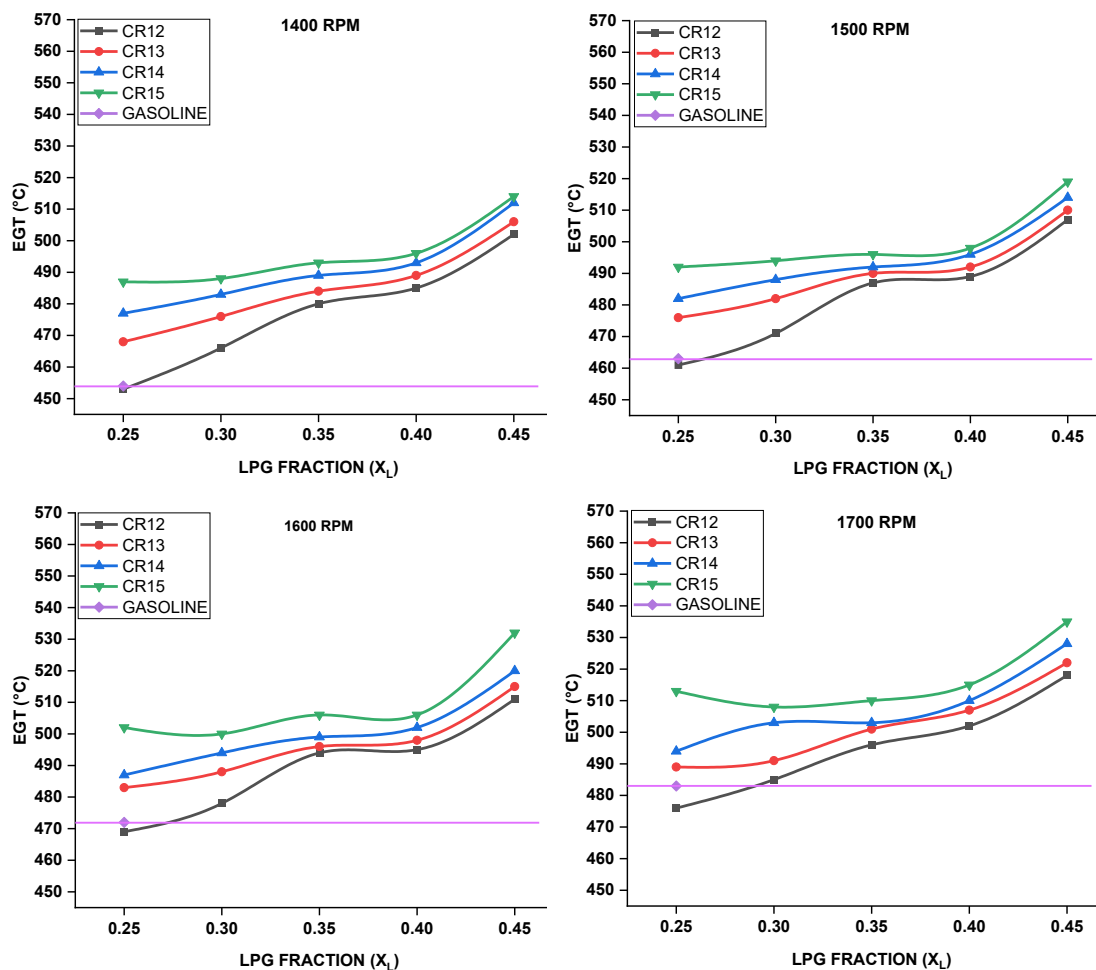 1400 RPM
CR12
CR13
CR14
CR15
GASOLINE
EGT (°C)
570
560
550
540
530
520
510
500
490
480
470
460
450
0.25 0.30 0.35 0.40 0.45
LPG FRACTION (X_L)
1500 RPM
CR12
CR13
CR14
CR15
GASOLINE
EGT (°C)
570
560
550
540
530
520
510
500
490
480
470
460
450
0.25 0.30 0.35 0.40 0.45
LPG FRACTION (X_L)
1600 RPM
CR12
CR13
CR14
CR15
GASOLINE
EGT (°C)
570
560
550
540
530
520
510
500
490
480
470
460
450
0.25 0.30 0.35 0.40 0.45
LPG FRACTION (X_L)
1700 RPM
CR12
CR13
CR14
CR15
GASOLINE
EGT (°C)
570
560
550
540
530
520
510
500
490
480
470
460
450
0.25 0.30 0.35 0.40 0.45
LPG FRACTION (X_L)